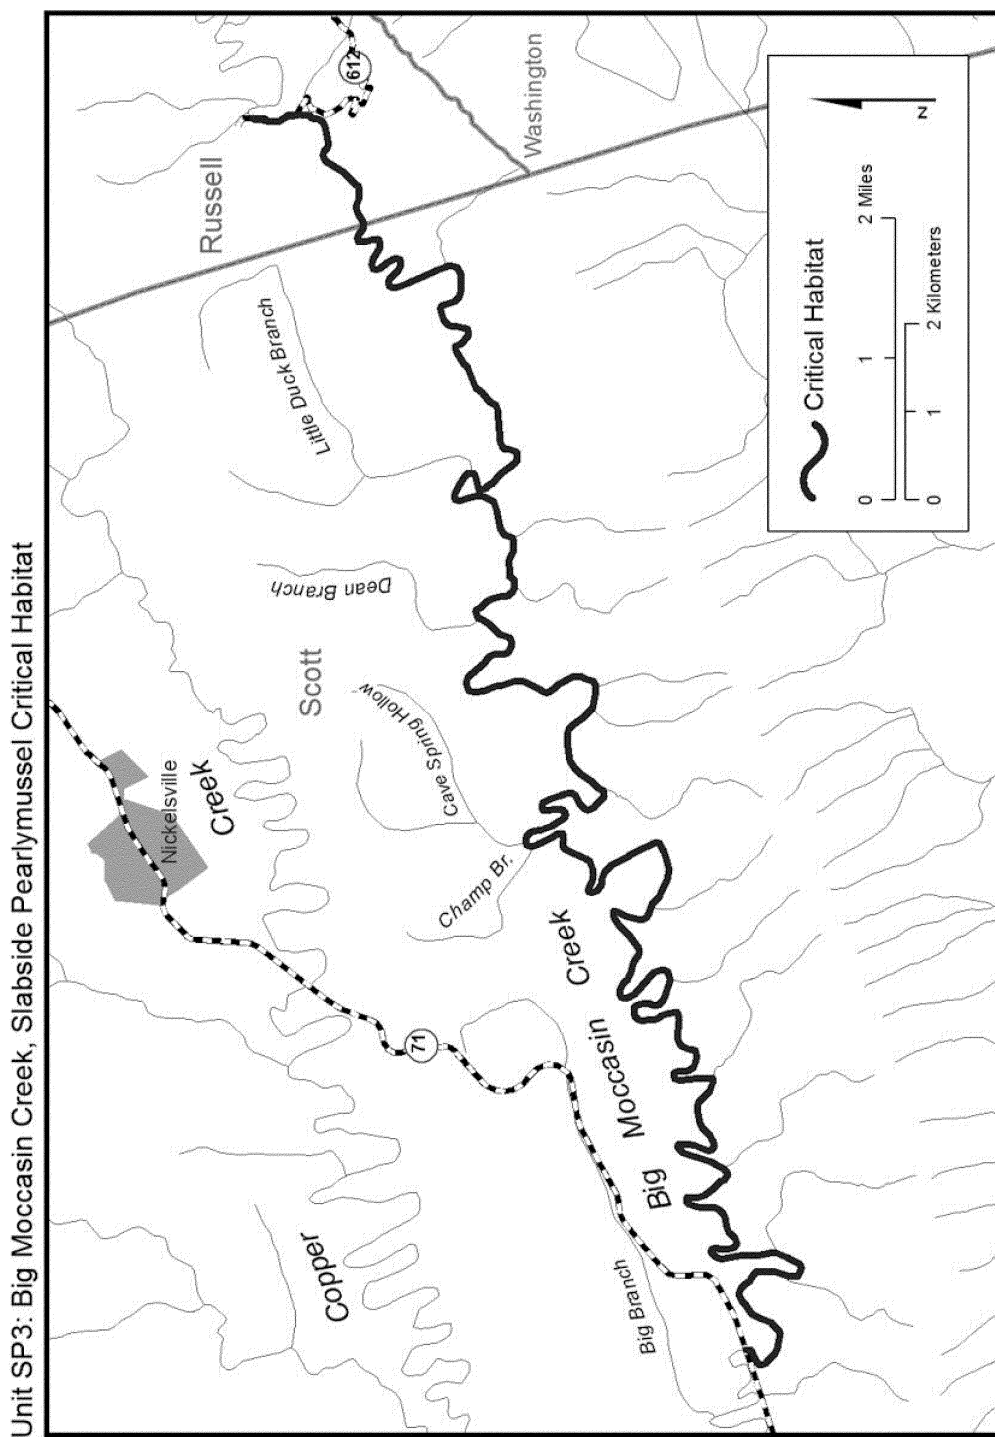 Unit SP3: Big Moccasin Creek, Slabside Pearlymussel Critical Habitat
Nickelsville
Copper
Creek
71
Scott
Russell
612
Washington
Little Duck Branch
Dean Branch
Cave Spring Hollow
Champ Br.
Big
Moccasin
Creek
Big Branch
Critical Habitat
0 1 2 Miles
0 1 2 Kilometers
N